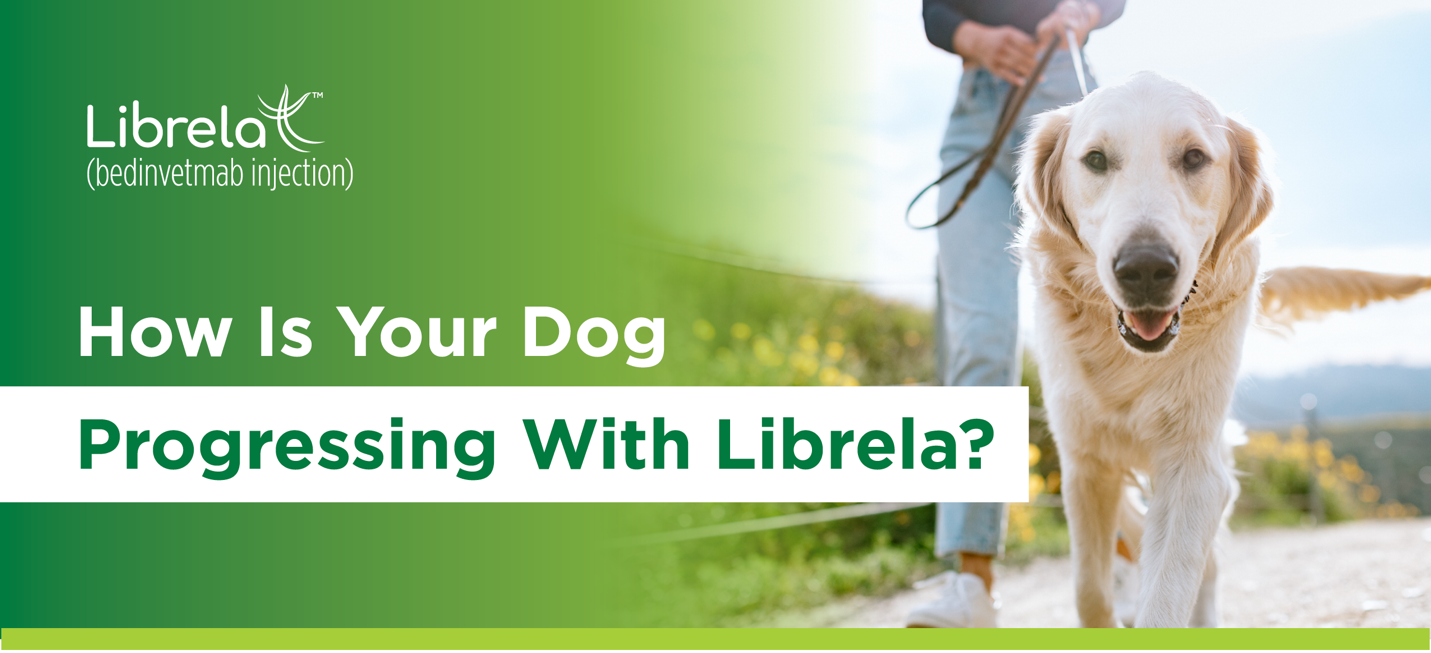 Librela™
(bedinvetmab injection)
How Is Your Dog
Progressing With Librela?